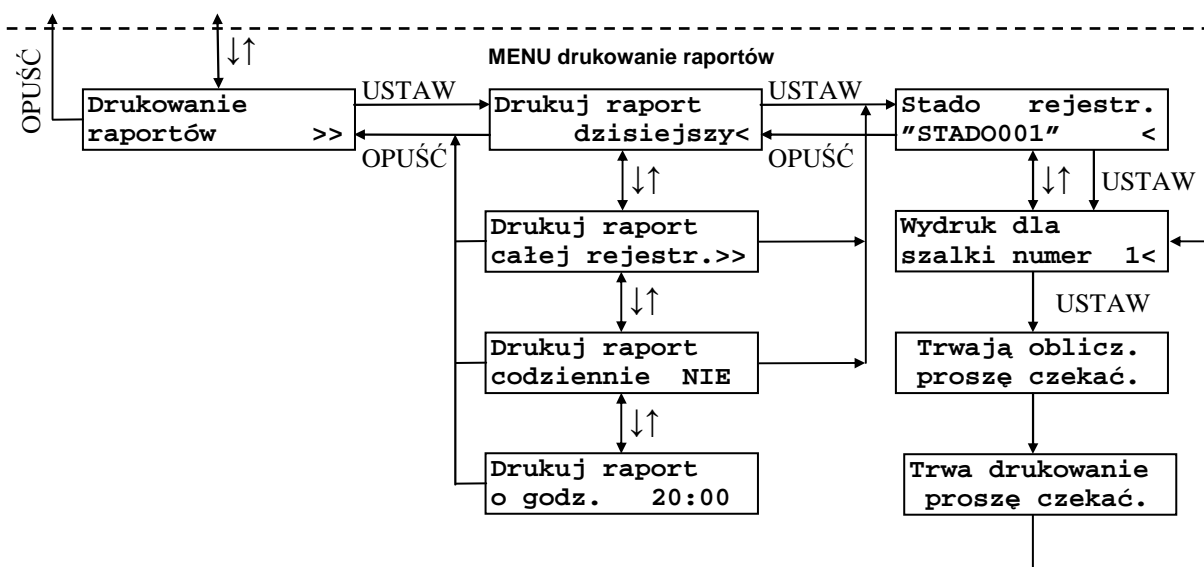 MENU drukowanie raportów
OPUŚĆ
↓↑
Drukowanie
raportów >>
USTAW
OPUŚĆ
Drukuj raport
dzisiejszy<
USTAW
OPUŚĆ
Stado rejestr.
"STADO001" <
↓↑
↓↑ USTAW
Drukuj raport
całej rejestr.>>
Wydruk dla
szalki numer 1<
↓↑
USTAW
Drukuj raport
codziennie NIE
Trwają oblicz.
proszę czekać.
↓↑
Drukuj raport
o godz. 20:00
Trwa drukowanie
proszę czekać.